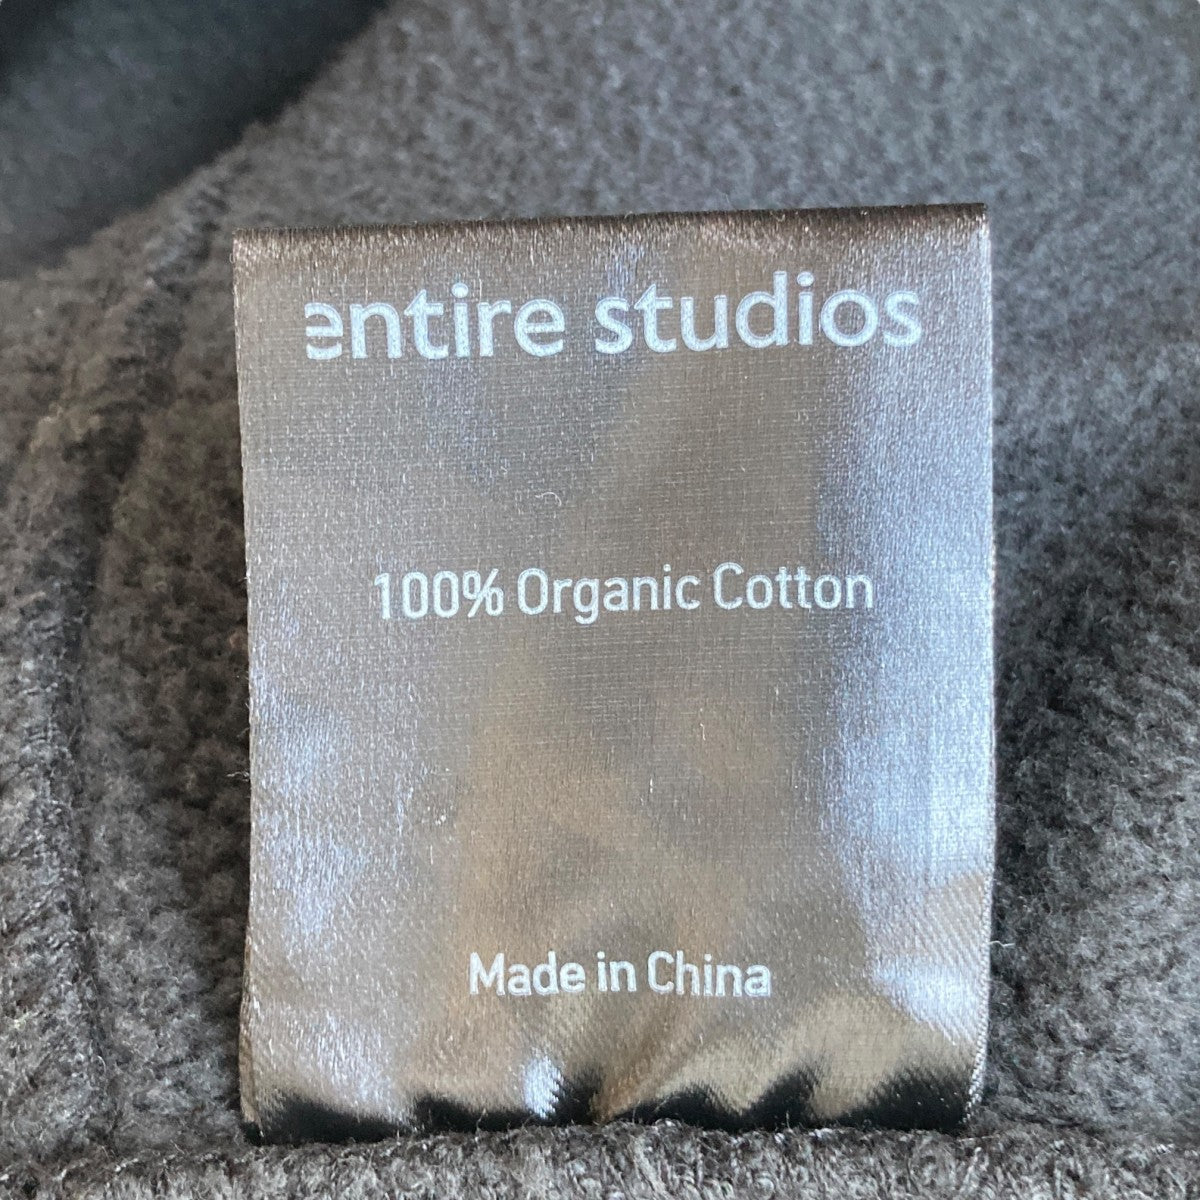 entire studios
100% Organic Cotton
Made in China